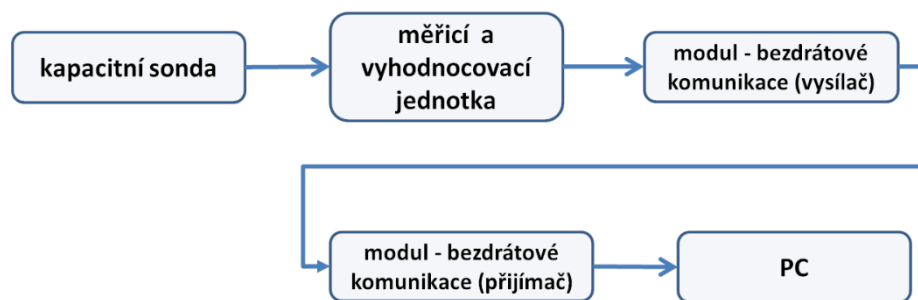 kapacitní sonda
měřicí a
vyhodnocovací
jednotka
modul - bezdrátové
komunikace (vysílač)
modul - bezdrátové
komunikace (přijímač)
PC